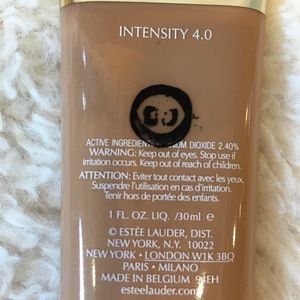 INTENSITY 4.0
ACTIVE INGREDIENT: TITANIUM DIOXIDE 2.40%
WARNING: Keep out of eyes. Stop use if
irritation occurs. Keep out of reach of children.
ATTENTION: Eviter tout contact avec les yeux.
Suspendre l'utilisation en cas d'irritation.
Tenir hors de portée des enfants.
1 FL. OZ. LIQ. /30ml ℮
© ESTÉE LAUDER, DIST.
NEW YORK, N.Y. 10022
NEW YORK • LONDON W1K 3BQ
PARIS • MILANO
MADE IN BELGIUM
esteelauder.com